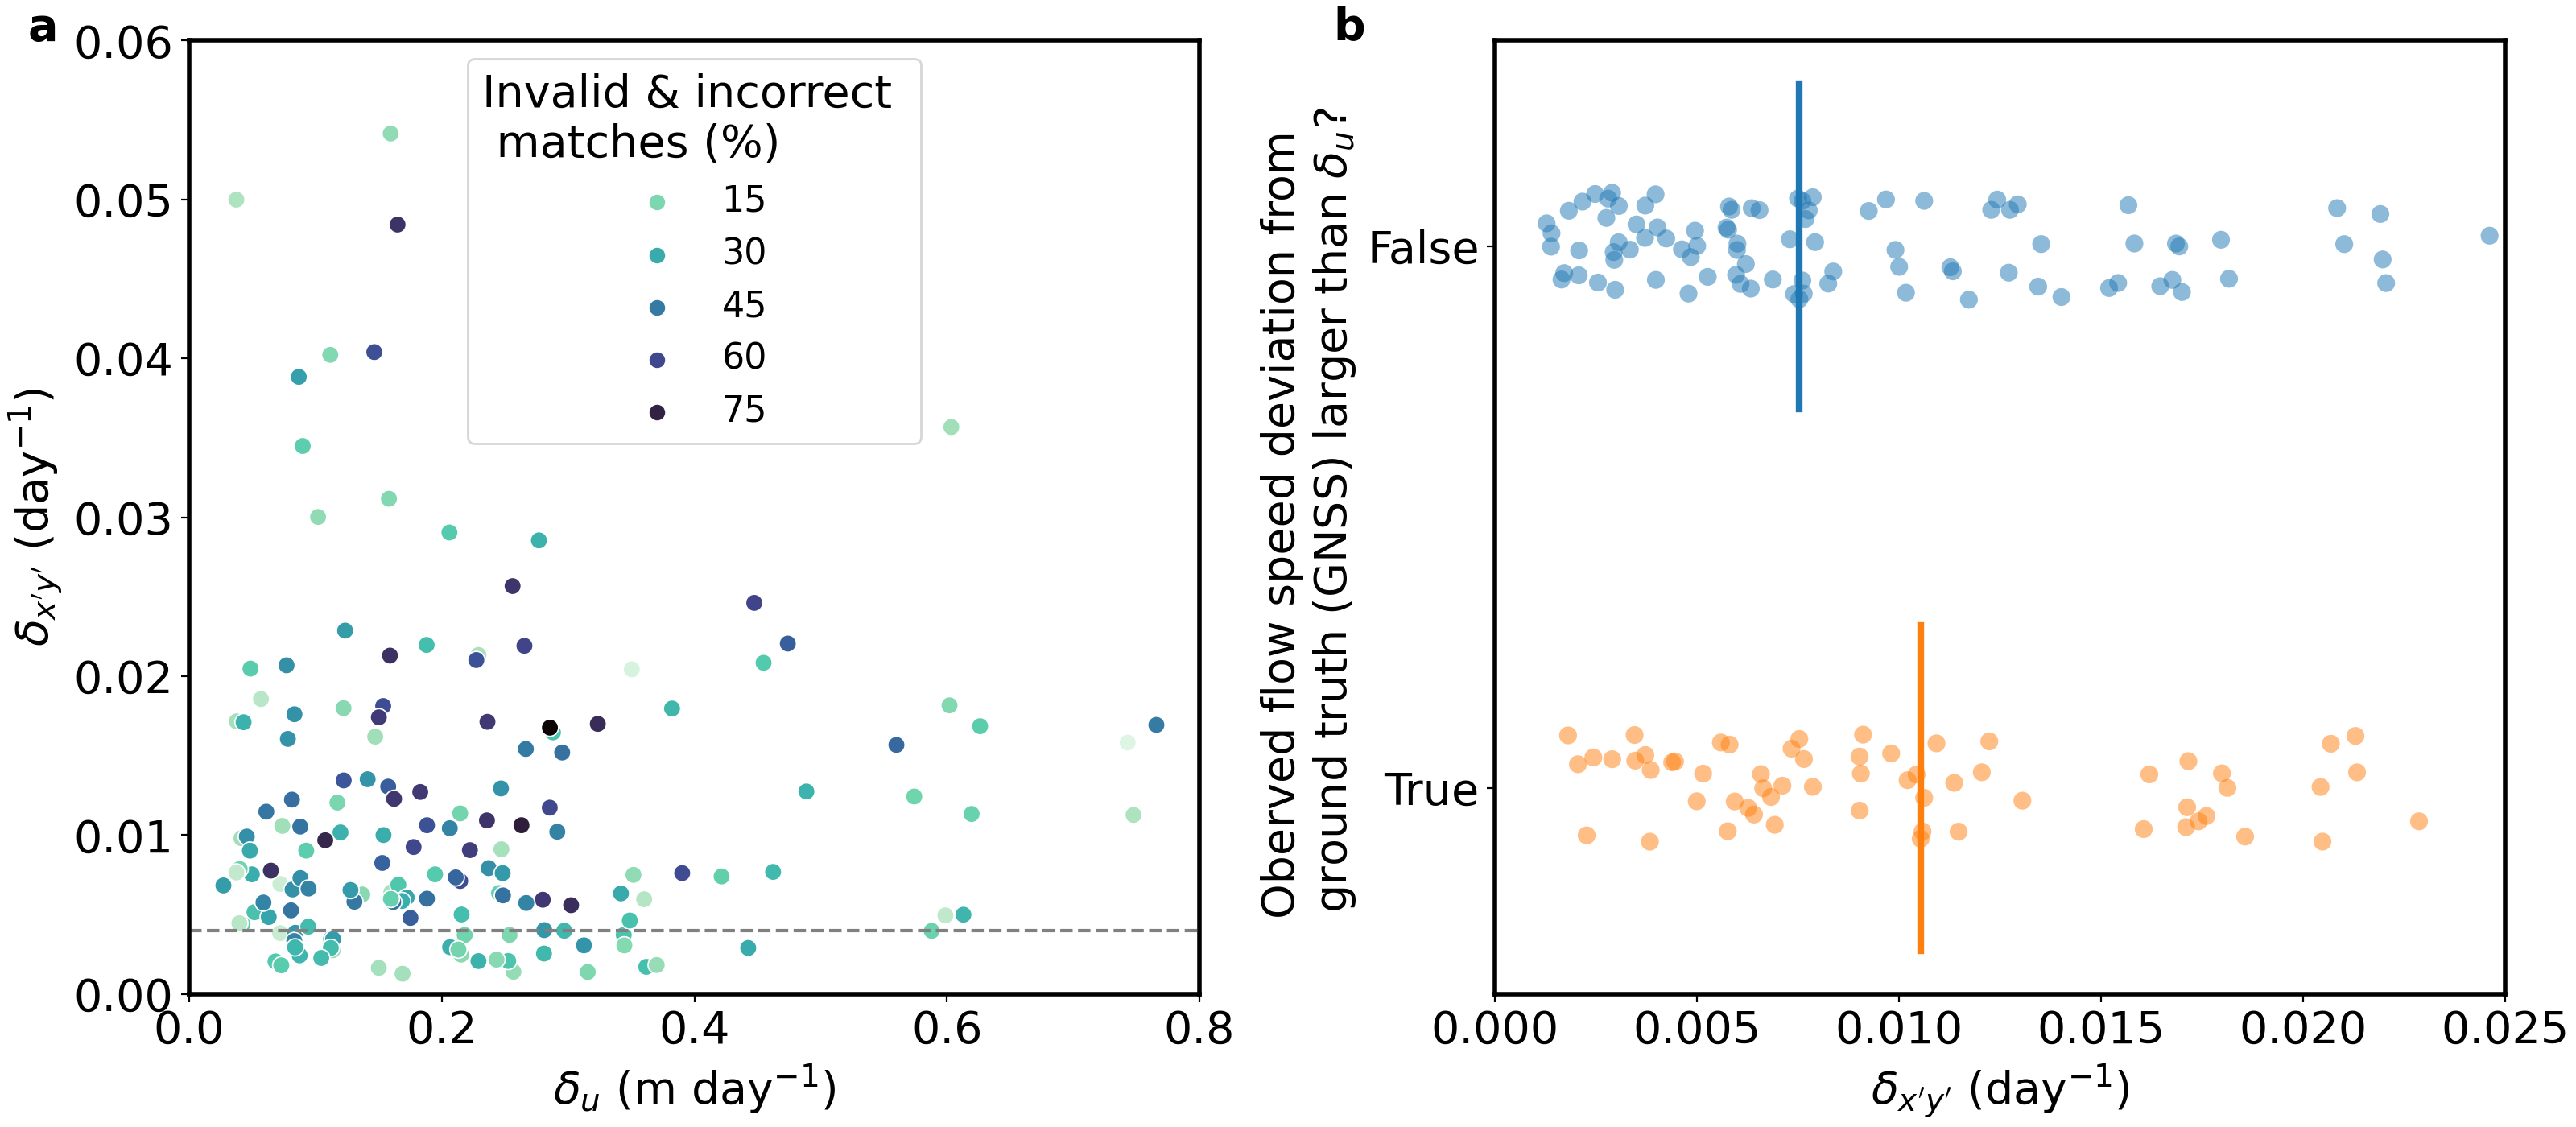 a
0.06
0.05
0.04
0.03
0.02
0.01
0.00
δx′y′ (day−1)
Invalid & incorrect
matches (%)
15
30
45
60
75
0.0 0.2 0.4 0.6 0.8
δu (m day−1)
b
Oberved flow speed deviation from
ground truth (GNSS) larger than δu?
False
True
0.000 0.005 0.010 0.015 0.020 0.025
δx′y′ (day−1)